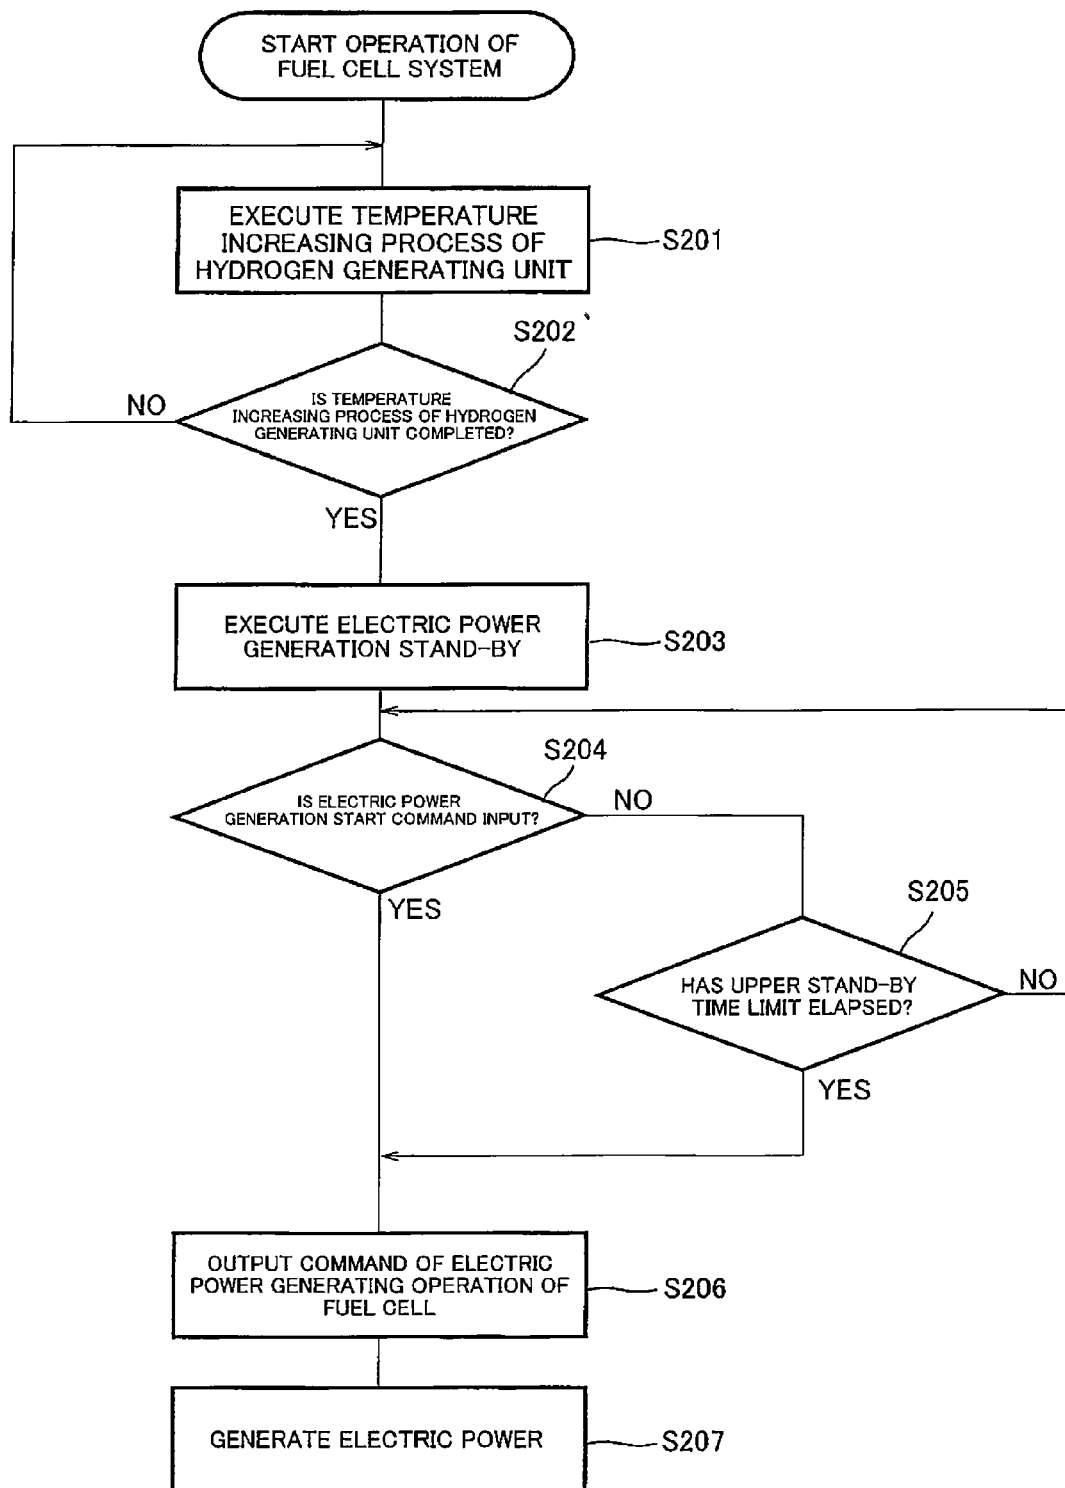 START OPERATION OF
FUEL CELL SYSTEM
EXECUTE TEMPERATURE
INCREASING PROCESS OF
HYDROGEN GENERATING UNIT
S201
S202
IS TEMPERATURE
INCREASING PROCESS OF HYDROGEN
GENERATING UNIT COMPLETED?
NO
YES
EXECUTE ELECTRIC POWER
GENERATION STAND-BY
S203
S204
IS ELECTRIC POWER
GENERATION START COMMAND INPUT?
NO
YES
S205
HAS UPPER STAND-BY
TIME LIMIT ELAPSED?
NO
YES
OUTPUT COMMAND OF ELECTRIC
POWER GENERATING OPERATION OF
FUEL CELL
S206
GENERATE ELECTRIC POWER
S207